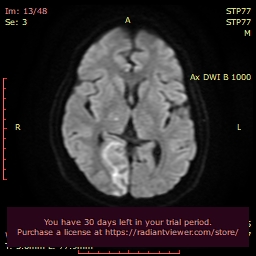 Im: 13/48
STP77
Se: 3
STP77
M
A
Ax DWI B 1000
R
L
You have 30 days left in your trial period.
Purchase a license at https://radiantviewer.com/store/